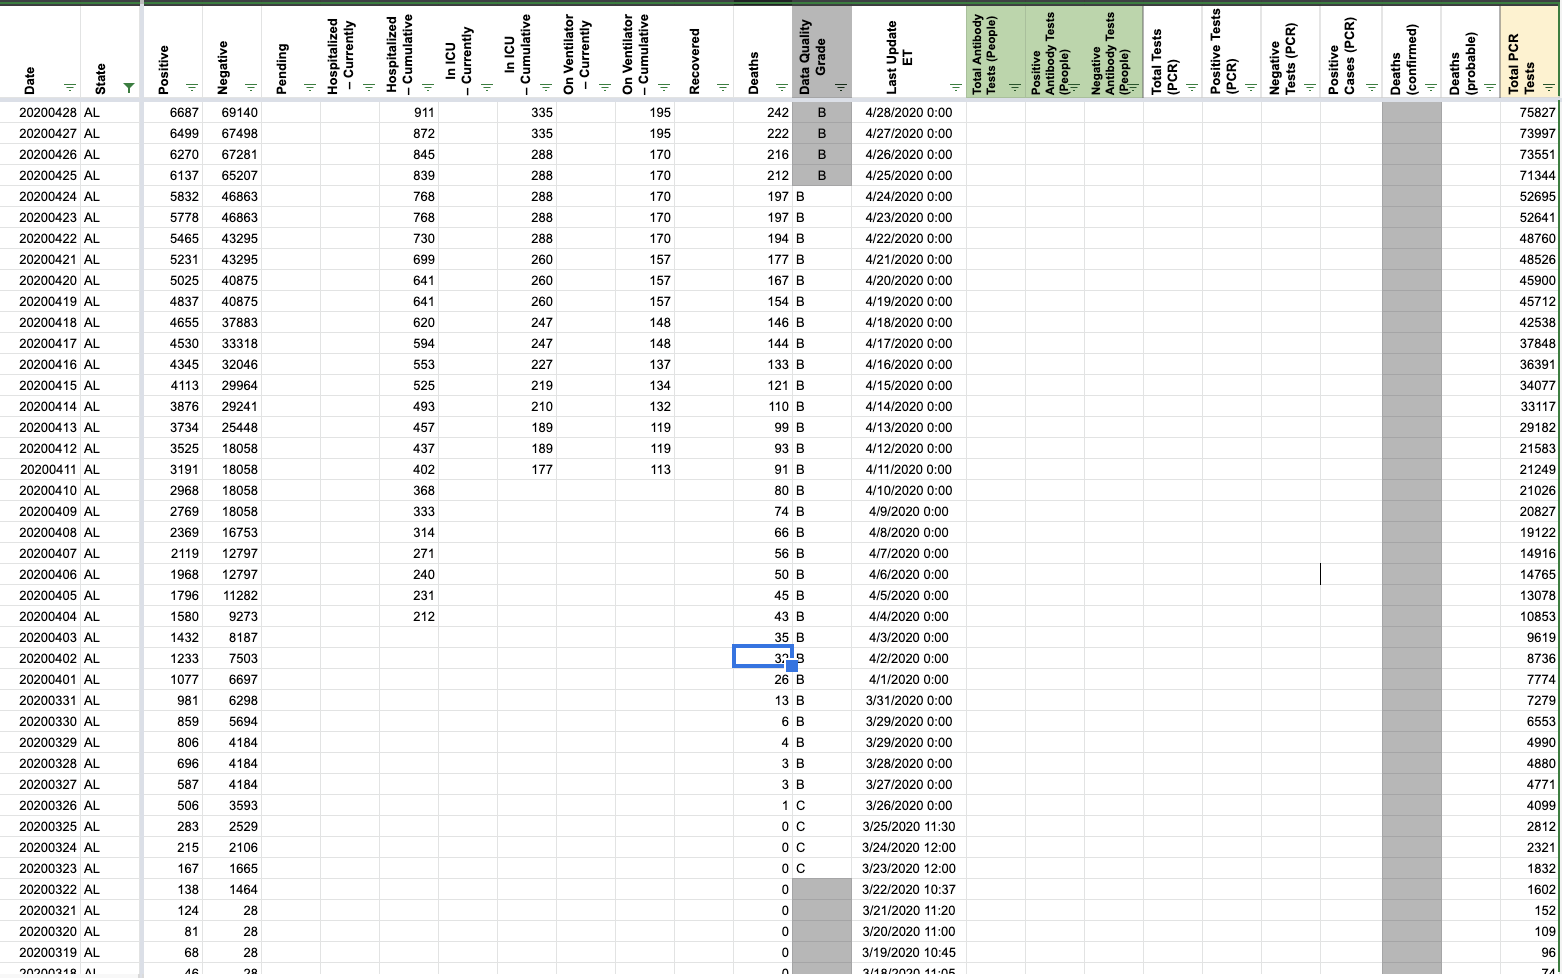 Date State Positive Negative Pending Hospitalized – Currently Hospitalized – Cumulative In ICU – Currently In ICU – Cumulative On Ventilator – Currently On Ventilator – Cumulative Recovered Deaths Data Quality Grade Last Update ET Total Antibody Tests (People) Positive Antibody Tests (People) Negative Antibody Tests (People) Total Tests (PCR) Positive Tests (PCR) Negative Tests (PCR) Positive Cases (PCR) Deaths (confirmed) Deaths (probable) Total PCR Tests
20200428 AL 6687 69140 911 335 195 242 B 4/28/2020 0:00 75827
20200427 AL 6499 67498 872 335 195 222 B 4/27/2020 0:00 73997
20200426 AL 6270 67281 845 288 170 216 B 4/26/2020 0:00 73551
20200425 AL 6137 65207 839 288 170 212 B 4/25/2020 0:00 71344
20200424 AL 5832 46863 768 288 170 197 B 4/24/2020 0:00 52695
20200423 AL 5778 46863 768 288 170 197 B 4/23/2020 0:00 52641
20200422 AL 5465 43295 730 288 170 194 B 4/22/2020 0:00 48760
20200421 AL 5231 43295 699 260 157 177 B 4/21/2020 0:00 48526
20200420 AL 5025 40875 641 260 157 167 B 4/20/2020 0:00 45900
20200419 AL 4837 40875 641 260 157 154 B 4/19/2020 0:00 45712
20200418 AL 4655 37883 620 247 148 146 B 4/18/2020 0:00 42538
20200417 AL 4530 33318 594 247 148 144 B 4/17/2020 0:00 37848
20200416 AL 4345 32046 553 227 137 133 B 4/16/2020 0:00 36391
20200415 AL 4113 29964 525 219 134 121 B 4/15/2020 0:00 34077
20200414 AL 3876 29241 493 210 132 110 B 4/14/2020 0:00 33117
20200413 AL 3734 25448 457 189 119 99 B 4/13/2020 0:00 29182
20200412 AL 3525 18058 437 189 119 93 B 4/12/2020 0:00 21583
20200411 AL 3191 18058 402 177 113 91 B 4/11/2020 0:00 21249
20200410 AL 2968 18058 368 80 B 4/10/2020 0:00 21026
20200409 AL 2769 18058 333 74 B 4/9/2020 0:00 20827
20200408 AL 2369 16753 314 66 B 4/8/2020 0:00 19122
20200407 AL 2119 12797 271 56 B 4/7/2020 0:00 14916
20200406 AL 1968 12797 240 50 B 4/6/2020 0:00 14765
20200405 AL 1796 11282 231 45 B 4/5/2020 0:00 13078
20200404 AL 1580 9273 212 43 B 4/4/2020 0:00 10853
20200403 AL 1432 8187 35 B 4/3/2020 0:00 9619
20200402 AL 1233 7503 32 B 4/2/2020 0:00 8736
20200401 AL 1077 6697 26 B 4/1/2020 0:00 7774
20200331 AL 981 6298 13 B 3/31/2020 0:00 7279
20200330 AL 859 5694 6 B 3/29/2020 0:00 6553
20200329 AL 806 4184 4 B 3/29/2020 0:00 4990
20200328 AL 696 4184 3 B 3/28/2020 0:00 4880
20200327 AL 587 4184 3 B 3/27/2020 0:00 4771
20200326 AL 506 3593 1 C 3/26/2020 0:00 4099
20200325 AL 283 2529 0 C 3/25/2020 11:30 2812
20200324 AL 215 2106 0 C 3/24/2020 12:00 2321
20200323 AL 167 1665 0 C 3/23/2020 12:00 1832
20200322 AL 138 1464 0 3/22/2020 10:37 1602
20200321 AL 124 28 0 3/21/2020 11:20 152
20200320 AL 81 28 0 3/20/2020 11:00 109
20200319 AL 68 28 0 3/19/2020 10:45 96
20200318 AL 46 28 0 3/18/2020 11:05 74